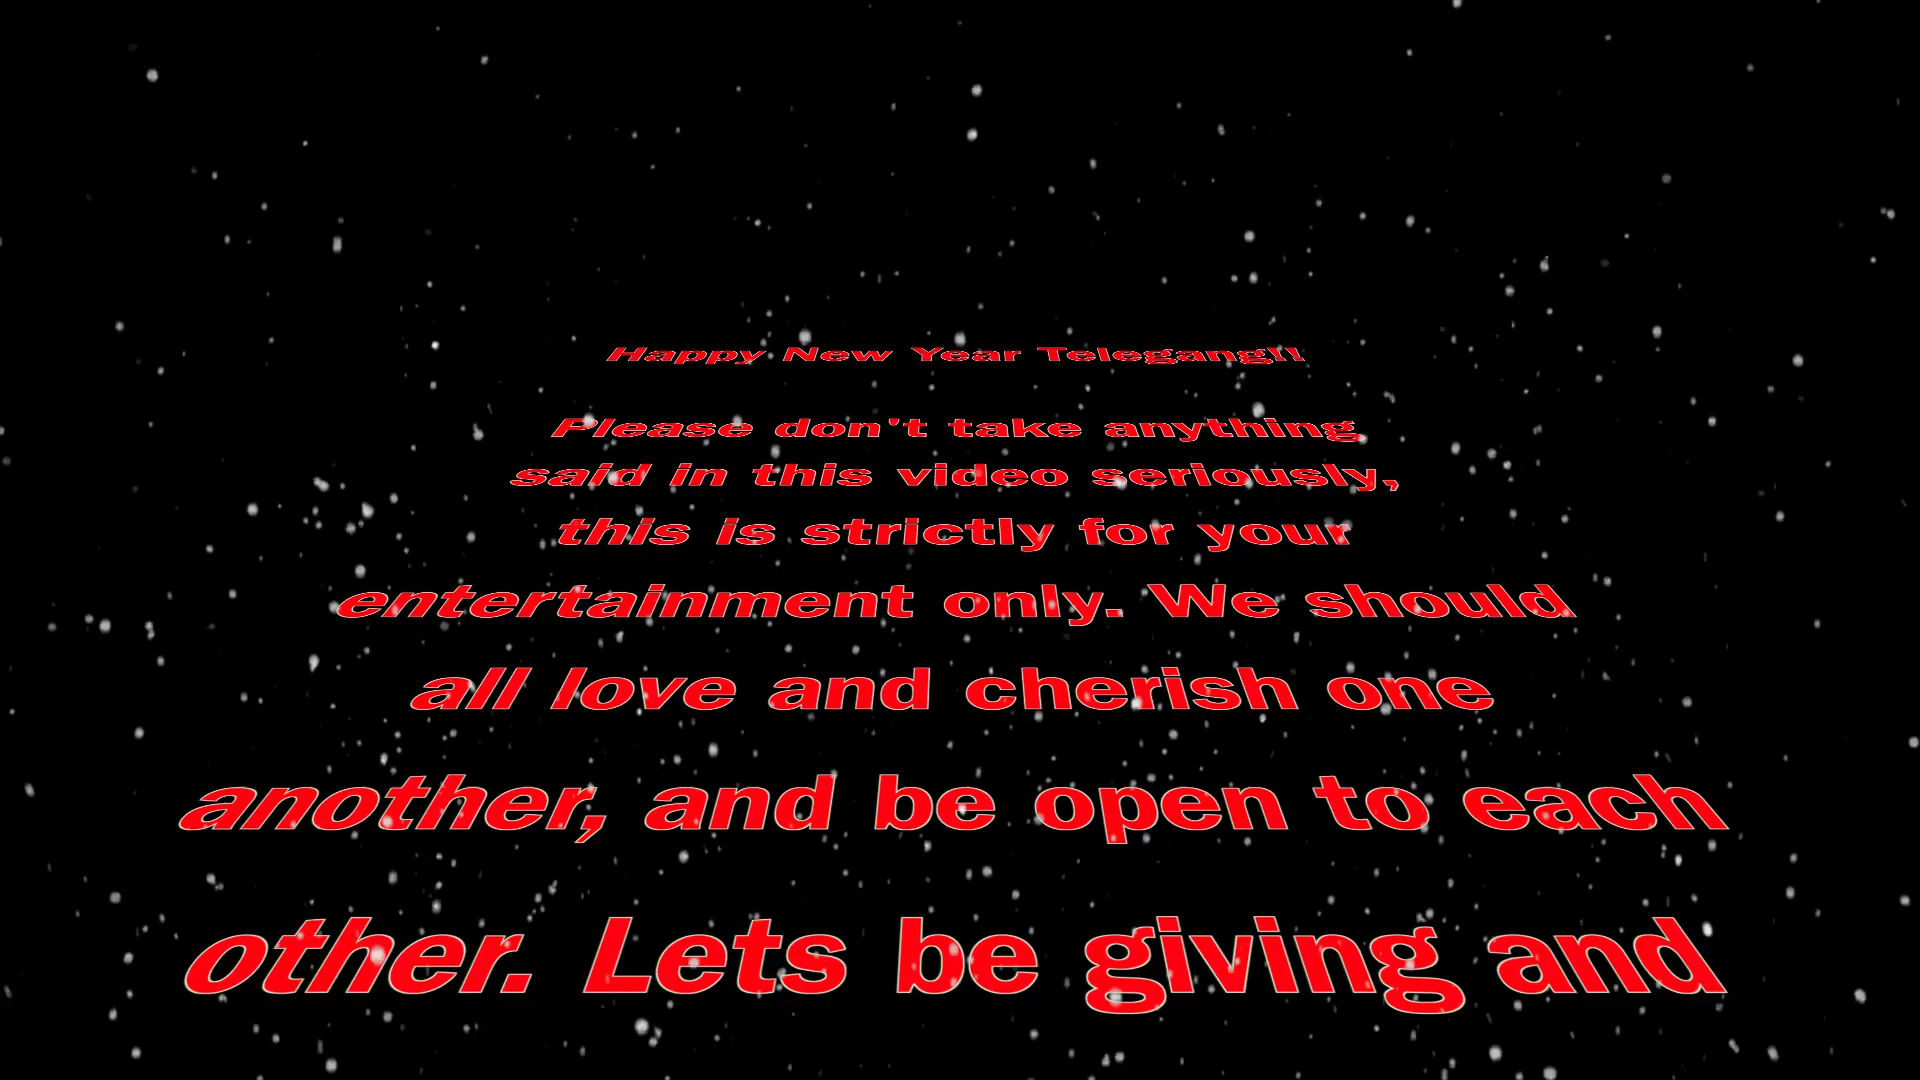 Happy New Year Telegang!!
Please don't take anything
said in this video seriously,
this is strictly for your
entertainment only. We should
all love and cherish one
another, and be open to each
other. Lets be giving and